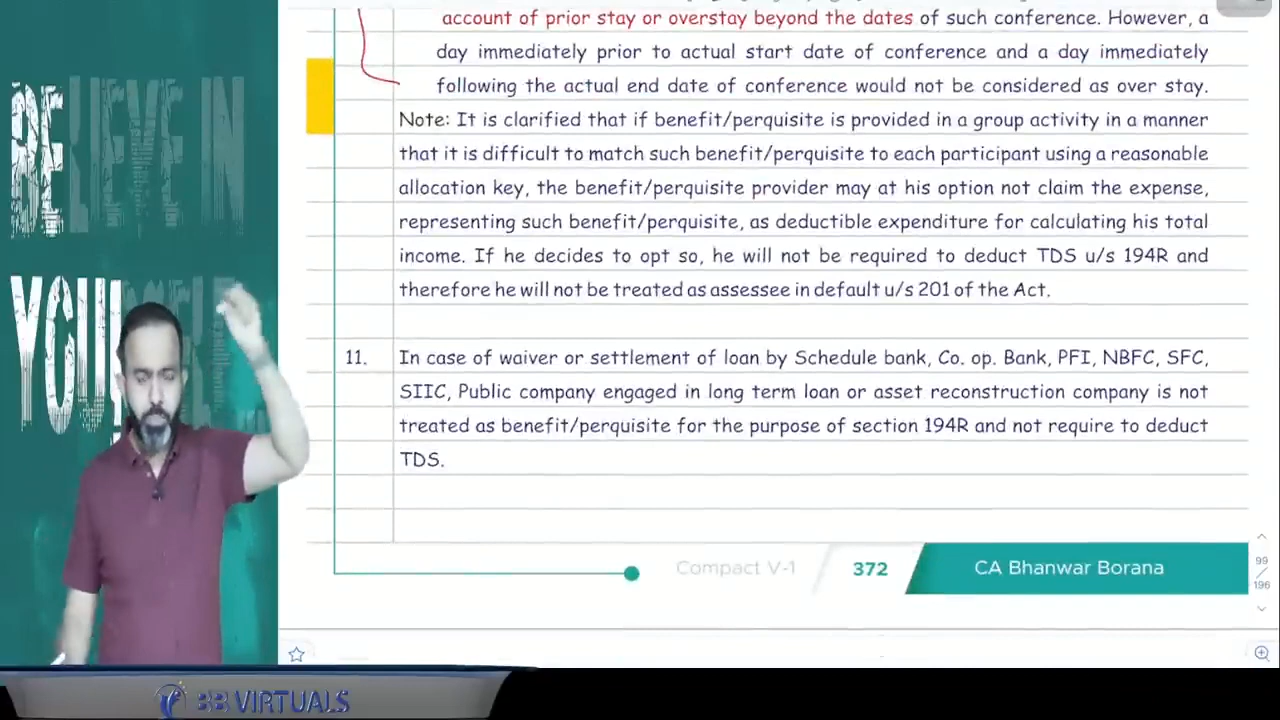 account of prior stay or overstay beyond the dates of such conference. However, a
day immediately prior to actual start date of conference and a day immediately
following the actual end date of conference would not be considered as over stay.
Note: It is clarified that if benefit/perquisite is provided in a group activity in a manner
that it is difficult to match such benefit/perquisite to each participant using a reasonable
allocation key, the benefit/perquisite provider may at his option not claim the expense,
representing such benefit/perquisite, as deductible expenditure for calculating his total
income. If he decides to opt so, he will not be required to deduct TDS u/s 194R and
therefore he will not be treated as assessee in default u/s 201 of the Act.
11. In case of waiver or settlement of loan by Schedule bank, Co. op. Bank, PFI, NBFC, SFC,
SIIC, Public company engaged in long term loan or asset reconstruction company is not
treated as benefit/perquisite for the purpose of section 194R and not require to deduct
TDS.
Compact V-1 372 CA Bhanwar Borana
99
/
196
BELIEVE IN
BB VIRTUALS